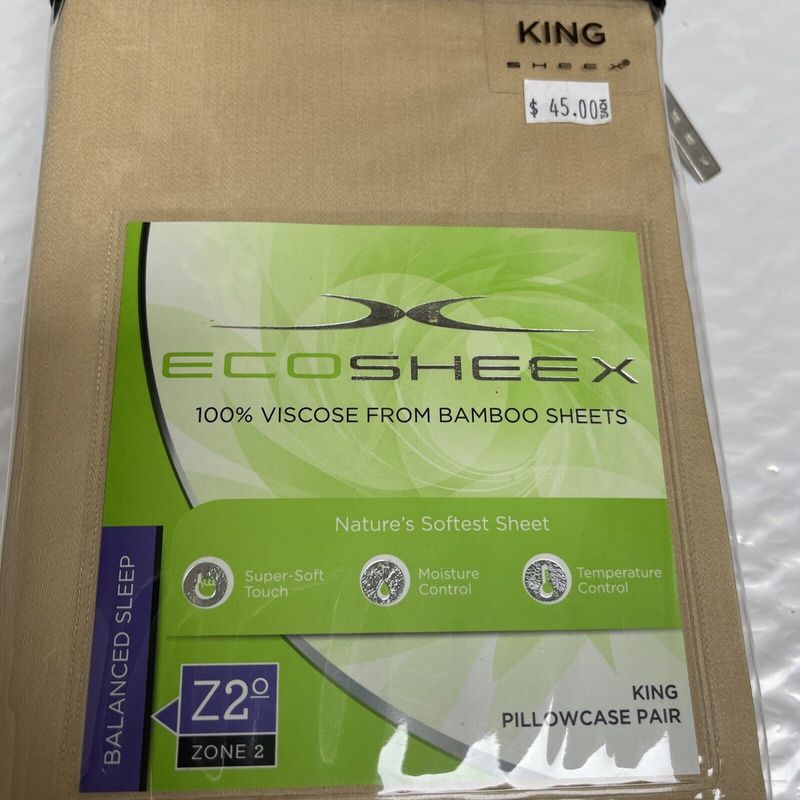 KING
SHEEX®
$ 45.00
ECOSHEEX
100% VISCOSE FROM BAMBOO SHEETS
Nature's Softest Sheet
Super-Soft
Touch
Moisture
Control
Temperature
Control
BALANCED SLEEP
Z2º
ZONE 2
KING
PILLOWCASE PAIR